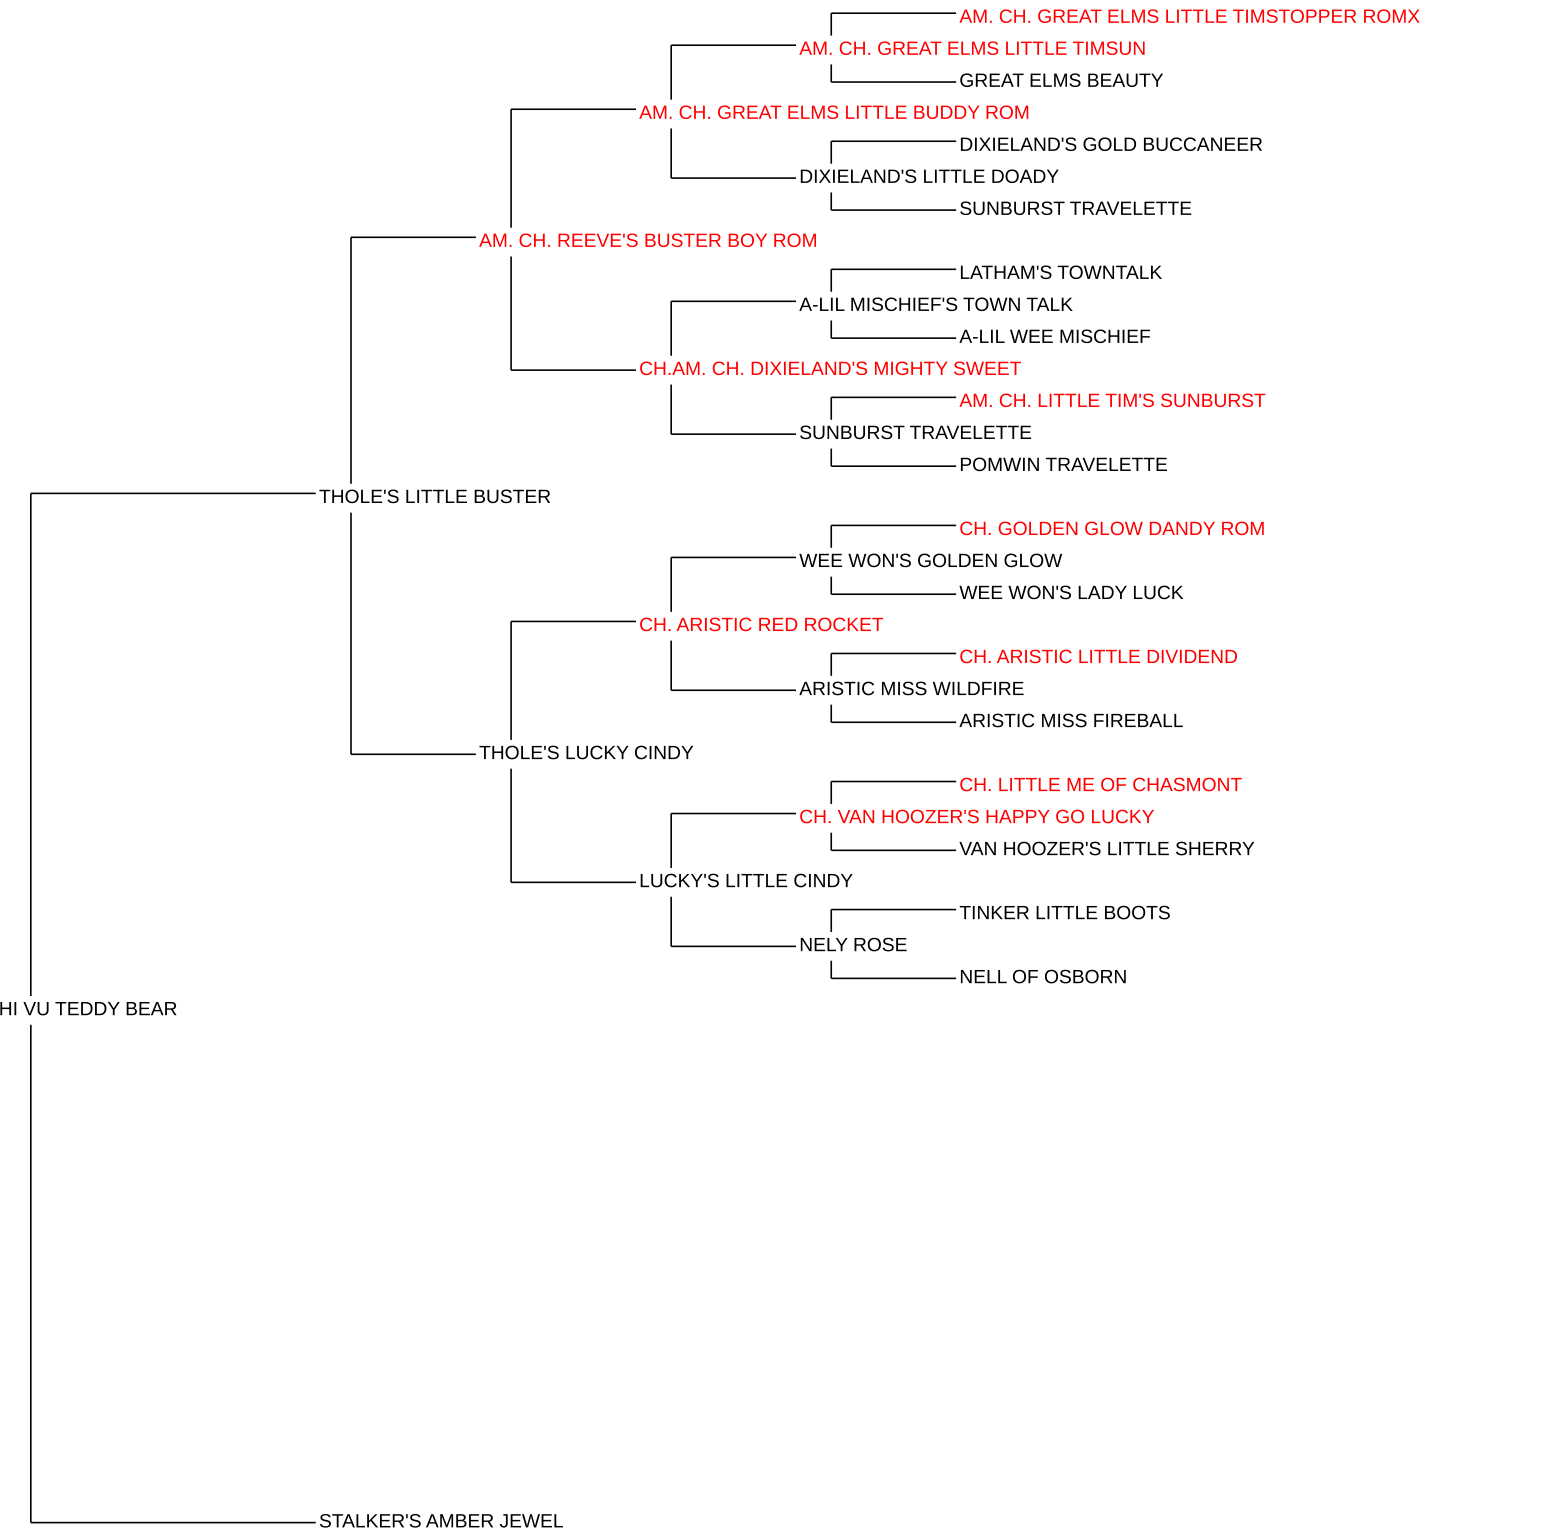 AM. CH. GREAT ELMS LITTLE TIMSTOPPER ROMX
AM. CH. GREAT ELMS LITTLE TIMSUN
GREAT ELMS BEAUTY
AM. CH. GREAT ELMS LITTLE BUDDY ROM
DIXIELAND'S GOLD BUCCANEER
DIXIELAND'S LITTLE DOADY
SUNBURST TRAVELETTE
AM. CH. REEVE'S BUSTER BOY ROM
LATHAM'S TOWNTALK
A-LIL MISCHIEF'S TOWN TALK
A-LIL WEE MISCHIEF
CH.AM. CH. DIXIELAND'S MIGHTY SWEET
AM. CH. LITTLE TIM'S SUNBURST
SUNBURST TRAVELETTE
POMWIN TRAVELETTE
THOLE'S LITTLE BUSTER
CH. GOLDEN GLOW DANDY ROM
WEE WON'S GOLDEN GLOW
WEE WON'S LADY LUCK
CH. ARISTIC RED ROCKET
CH. ARISTIC LITTLE DIVIDEND
ARISTIC MISS WILDFIRE
ARISTIC MISS FIREBALL
THOLE'S LUCKY CINDY
CH. LITTLE ME OF CHASMONT
CH. VAN HOOZER'S HAPPY GO LUCKY
VAN HOOZER'S LITTLE SHERRY
LUCKY'S LITTLE CINDY
TINKER LITTLE BOOTS
NELY ROSE
NELL OF OSBORN
HI VU TEDDY BEAR
STALKER'S AMBER JEWEL